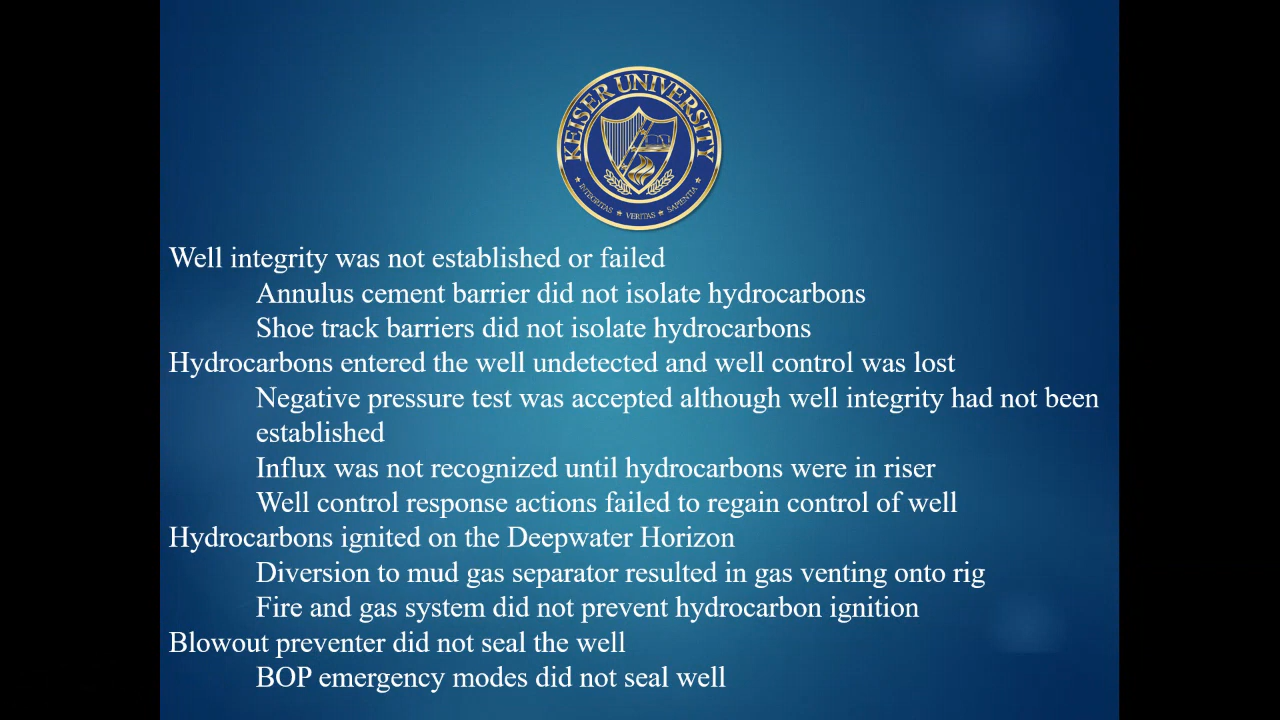 KEISER UNIVERSITY
INTEGRITAS VERITAS SAPIENTIA
Well integrity was not established or failed
Annulus cement barrier did not isolate hydrocarbons
Shoe track barriers did not isolate hydrocarbons
Hydrocarbons entered the well undetected and well control was lost
Negative pressure test was accepted although well integrity had not been
established
Influx was not recognized until hydrocarbons were in riser
Well control response actions failed to regain control of well
Hydrocarbons ignited on the Deepwater Horizon
Diversion to mud gas separator resulted in gas venting onto rig
Fire and gas system did not prevent hydrocarbon ignition
Blowout preventer did not seal the well
BOP emergency modes did not seal well